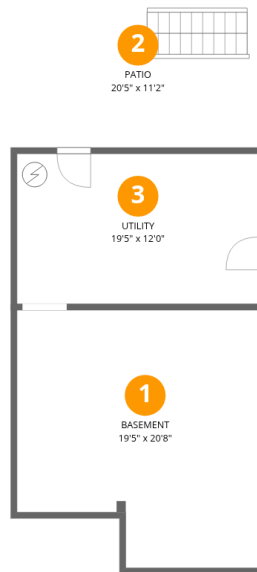 2
PATIO
20'5" x 11'2"
3
UTILITY
19'5" x 12'0"
1
BASEMENT
19'5" x 20'8"